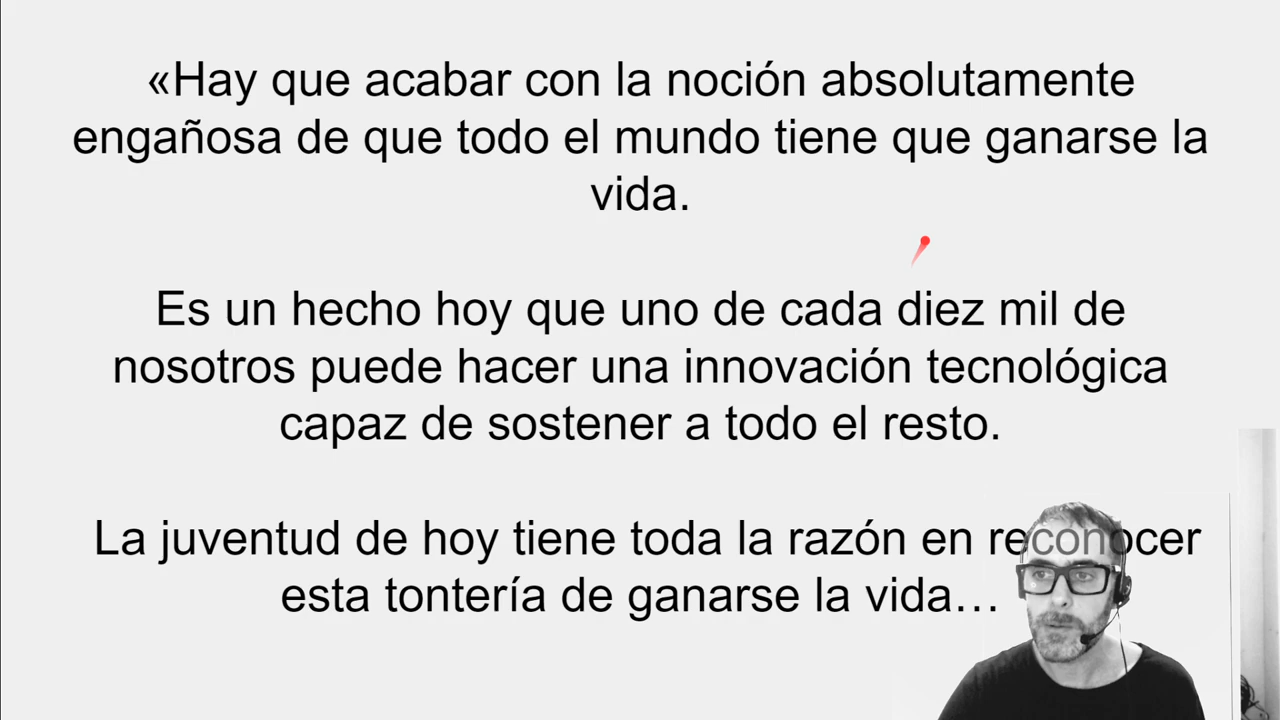 «Hay que acabar con la noción absolutamente
engañosa de que todo el mundo tiene que ganarse la
vida.
Es un hecho hoy que uno de cada diez mil de
nosotros puede hacer una innovación tecnológica
capaz de sostener a todo el resto.
La juventud de hoy tiene toda la razón en reconocer
esta tontería de ganarse la vida…